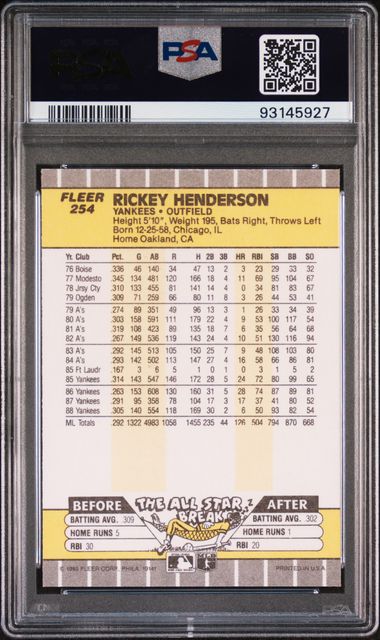 PSA
PSA
93145927
FLEER
254
RICKEY HENDERSON
YANKEES • OUTFIELD
Height 5'10", Weight 195, Bats Right, Throws Left
Born 12-25-58, Chicago, IL
Home Oakland, CA
Yr. Club Pct. G AB R H 2B 3B HR RBI SB BB SO
76 Boise .336 46 140 34 47 13 2 3 23 29 33 32
77 Modesto .345 134 481 120 166 18 4 11 69 95 104 67
78 Jrsy Cty .310 133 455 81 141 14 4 0 34 81 83 67
79 Ogden .309 71 259 66 80 11 8 3 26 44 53 41
79 A's .274 89 351 49 96 13 3 1 26 33 34 39
80 A's .303 158 591 111 179 22 4 9 53 100 117 54
81 A's .319 108 423 89 135 18 7 6 35 56 64 68
82 A's .267 149 536 119 143 24 4 10 51 130 116 94
83 A's .292 145 513 105 150 25 7 9 48 108 103 80
84 A's .293 142 502 113 147 27 4 16 58 66 86 81
85 Ft Laudr .167 3 6 5 1 0 1 0 3 1 5 2
85 Yankees .314 143 547 146 172 28 5 24 72 80 99 65
86 Yankees .263 153 608 130 160 31 5 28 74 87 89 81
87 Yankees .291 95 358 78 104 17 3 17 37 41 80 52
88 Yankees .305 140 554 118 169 30 2 6 50 93 82 54
ML Totals .292 1322 4983 1058 1455 235 44 126 504 794 870 668
BEFORE THE ALL STAR BREAK AFTER
BATTING AVG. .309 BATTING AVG. .302
HOME RUNS 5 HOME RUNS 1
RBI 30 RBI 20
© 1989 FLEER CORP., PHILA. 19141 PRINTED IN U.S.A.